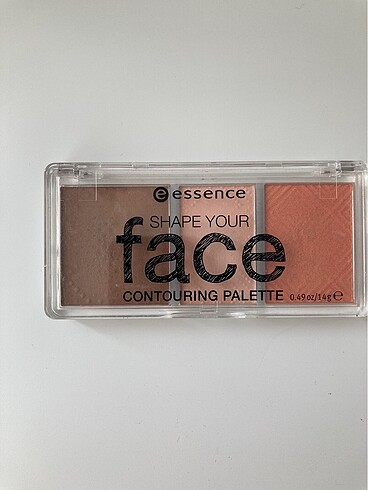 essence
SHAPE YOUR
face
CONTOURING PALETTE 0.49 oz/14g e